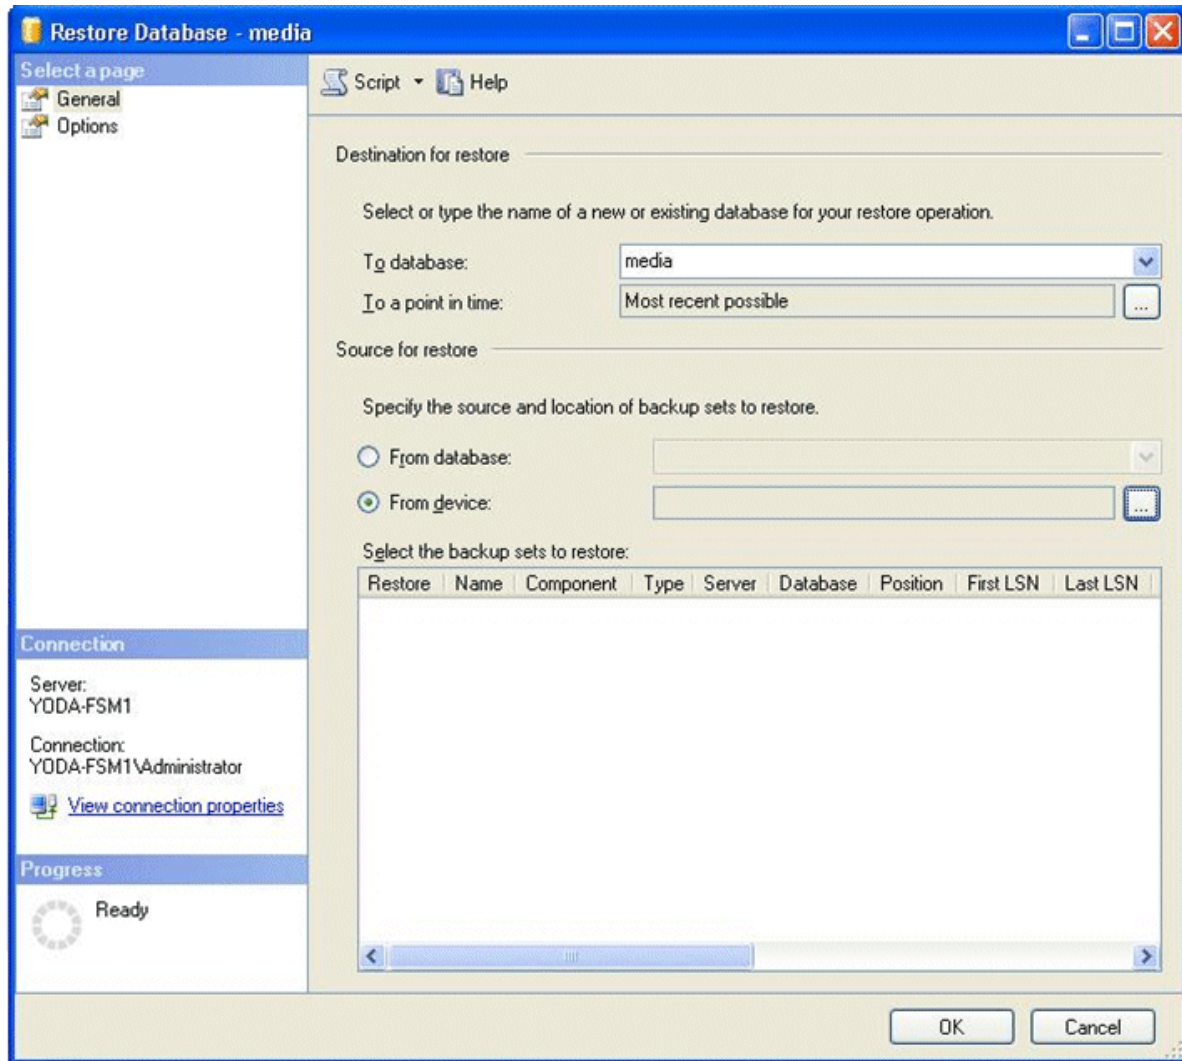 Restore Database - media
Select a page
General
Options
Script
Help
Destination for restore
Select or type the name of a new or existing database for your restore operation.
To database:
media
To a point in time:
Most recent possible
...
Source for restore
Specify the source and location of backup sets to restore.
From database:
From device:
...
Select the backup sets to restore:
Restore Name Component Type Server Database Position First LSN Last LSN
Connection
Server:
YODA-FSM1
Connection:
YODA-FSM1\Administrator
View connection properties
Progress
Ready
OK
Cancel